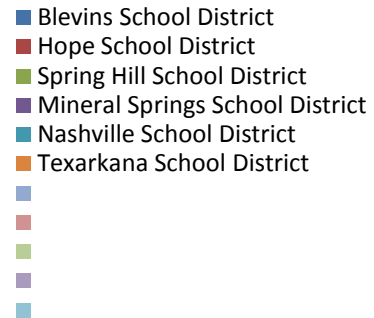 Blevins School District
Hope School District
Spring Hill School District
Mineral Springs School District
Nashville School District
Texarkana School District